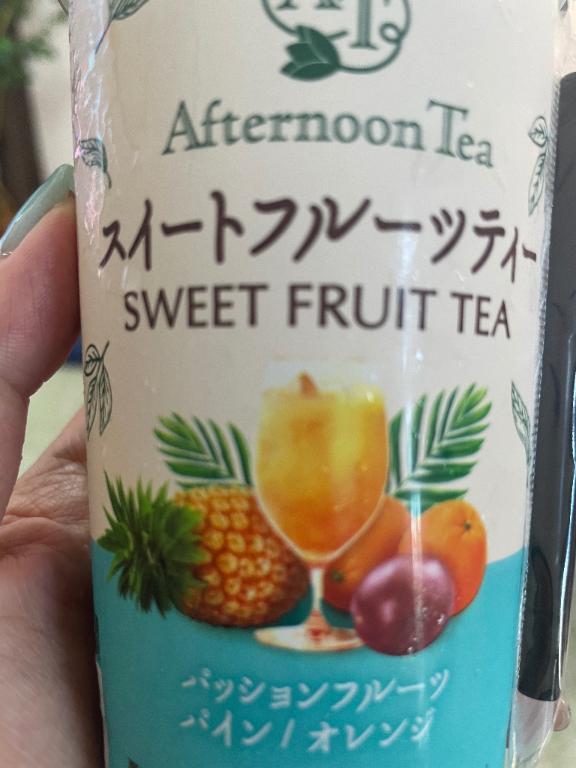 A T
Afternoon Tea
スイートフルーツティー
SWEET FRUIT TEA
パッションフルーツ
パイン/オレンジ